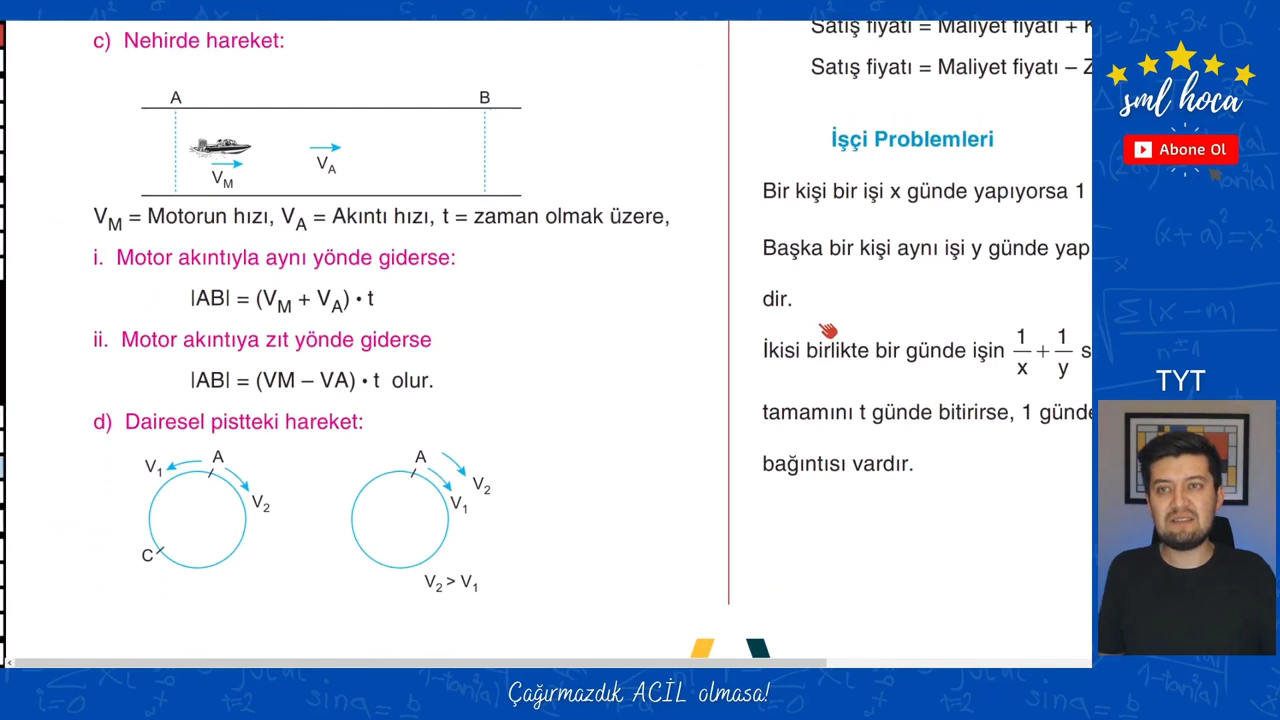 c) Nehirde hareket:
A
B
V_M
V_A
V_M = Motorun hızı, V_A = Akıntı hızı, t = zaman olmak üzere,
i. Motor akıntıyla aynı yönde giderse:
|AB| = (V_M + V_A) • t
ii. Motor akıntıya zıt yönde giderse
|AB| = (VM – VA) • t olur.
d) Dairesel pistteki hareket:
V_1
A
V_2
C
A
V_2
V_1
V_2 > V_1
Satış fiyatı = Maliyet fiyatı +
Satış fiyatı = Maliyet fiyatı –
İşçi Problemleri
Bir kişi bir işi x günde yapıyorsa 1
Başka bir kişi aynı işi y günde yap
dir.
İkisi birlikte bir günde işin 1/x + 1/y s
tamamını t günde bitirirse, 1 günde
bağıntısı vardır.
sml hoca
Abone Ol
TYT
Çağırmazdık ACİL olmasa!